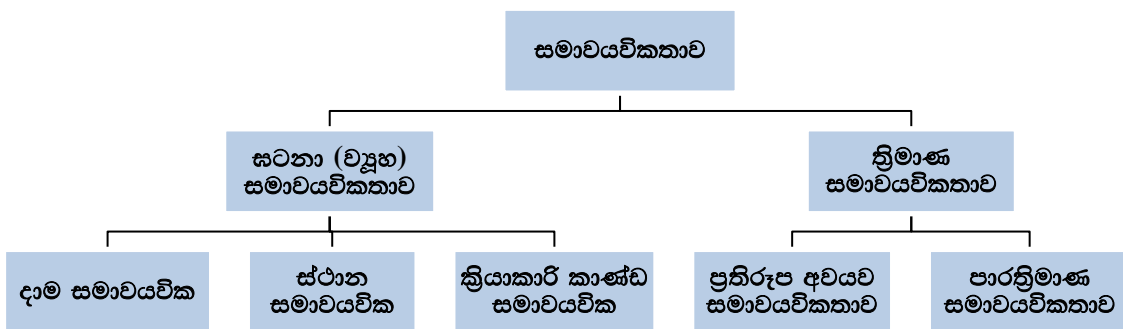 සමාවයවිකතාව
ඝටනා (ව්‍යූහ)
සමාවයවිකතාව
ත්‍රිමාණ
සමාවයවිකතාව
දාම සමාවයවික
ස්ථාන
සමාවයවික
ක්‍රියාකාරි කාණ්ඩ
සමාවයවික
ප්‍රතිරූප අවයව
සමාවයවිකතාව
පාරත්‍රිමාණ
සමාවයවිකතාව